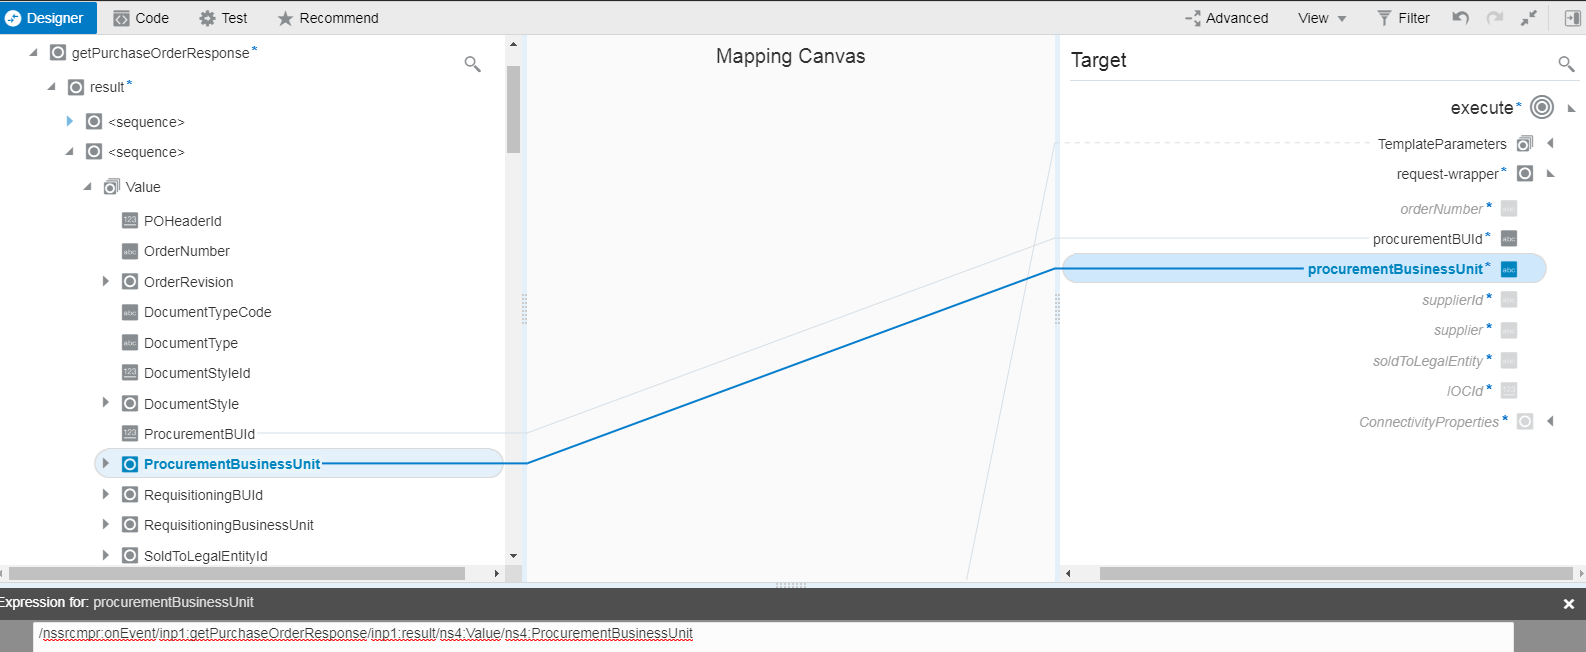 Designer Code Test Recommend Advanced View Filter
getPurchaseOrderResponse*
result*
<sequence>
<sequence>
Value
POHeaderId
OrderNumber
OrderRevision
DocumentTypeCode
DocumentType
DocumentStyleId
DocumentStyle
ProcurementBUId
ProcurementBusinessUnit
RequisitioningBUId
RequisitioningBusinessUnit
SoldToLegalEntityId
Mapping Canvas
Target
execute*
TemplateParameters
request-wrapper*
orderNumber*
procurementBUId*
procurementBusinessUnit*
supplierId*
supplier*
soldToLegalEntity*
IOCId*
ConnectivityProperties*
Expression for: procurementBusinessUnit
/nssrcmpr:onEvent/inp1:getPurchaseOrderResponse/inp1:result/ns4:Value/ns4:ProcurementBusinessUnit